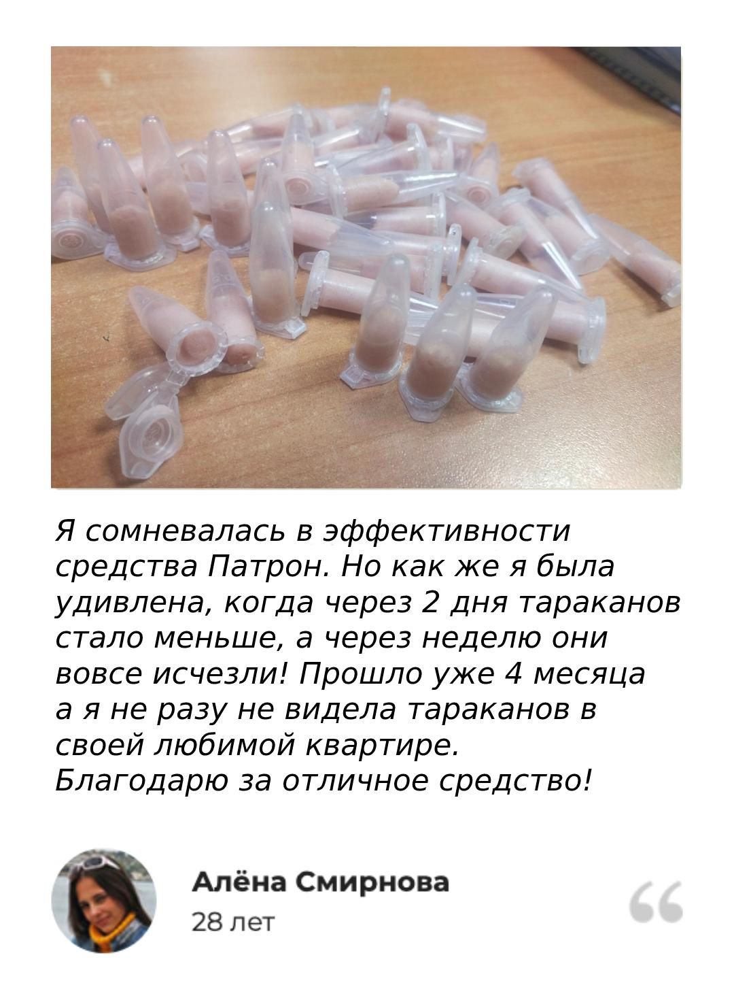 Я сомневалась в эффективности
средства Патрон. Но как же я была
удивлена, когда через 2 дня тараканов
стало меньше, а через неделю они
вовсе исчезли! Прошло уже 4 месяца
а я не разу не видела тараканов в
своей любимой квартире.
Благодарю за отличное средство!
Алёна Смирнова
28 лет